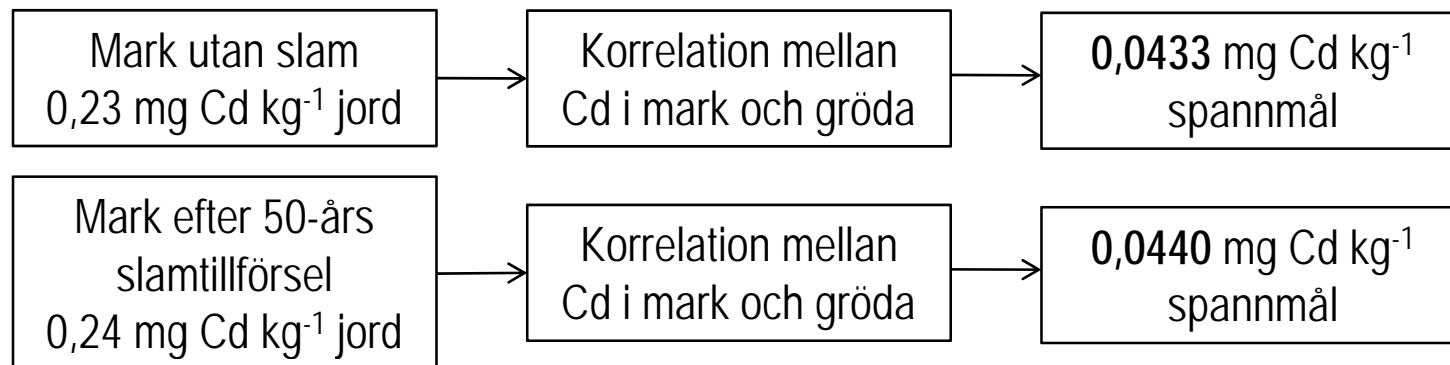 Mark utan slam
0,23 mg Cd kg-1 jord
Korrelation mellan
Cd i mark och gröda
0,0433 mg Cd kg-1
spannmål
Mark efter 50-års
slamtillförsel
0,24 mg Cd kg-1 jord
Korrelation mellan
Cd i mark och gröda
0,0440 mg Cd kg-1
spannmål